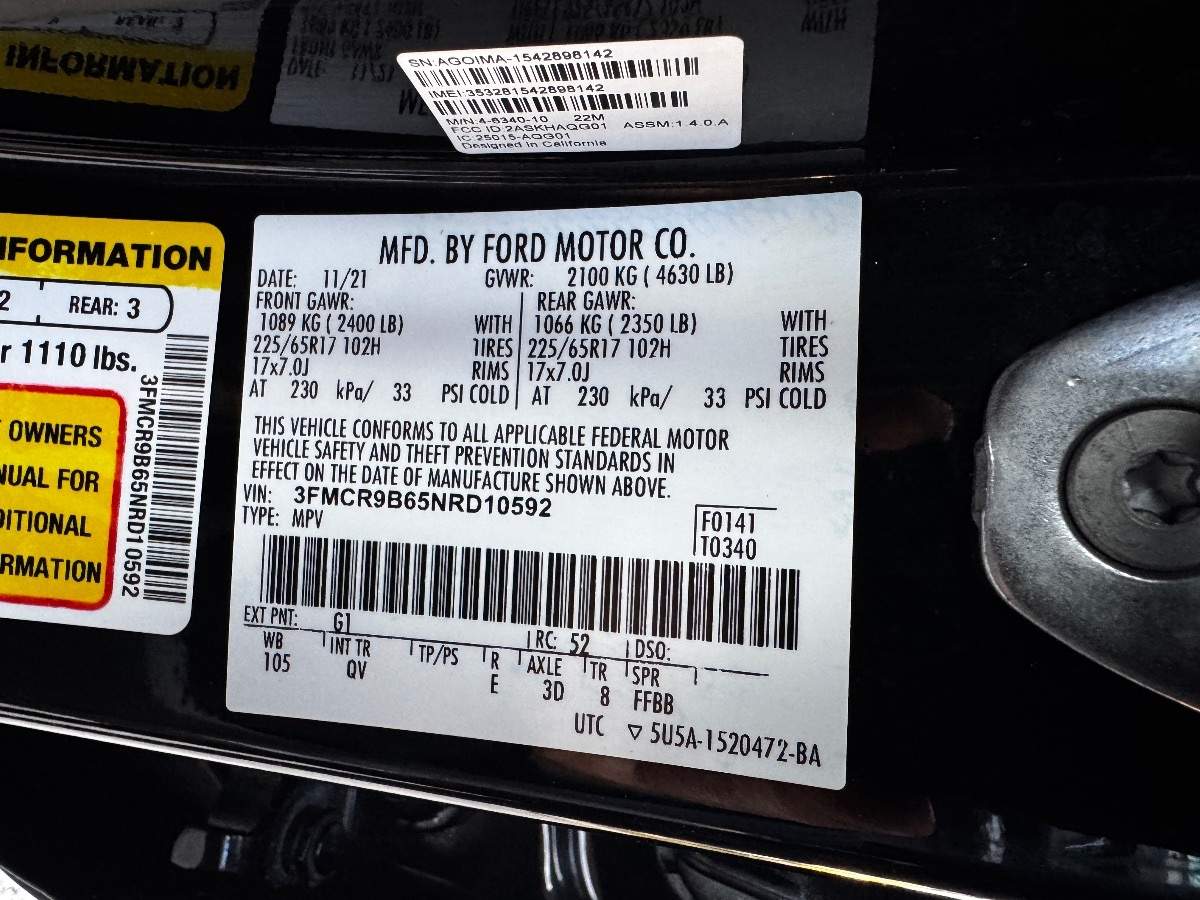 INFORMATION
SN:AGOIMA-1542898142
IMEI:353281542898142
M/N:4-6340-10 22M
FCC ID:2ASKHAQG01 ASSM:1.4.0.A
IC:25015-AQG01
Designed in California
NFORMATION
2 REAR: 3
r 1110 lbs.
OWNERS
NUAL FOR
DITIONAL
RMATION
3FMCR9B65NRD10592
MFD. BY FORD MOTOR CO.
DATE: 11/21 GVWR: 2100 KG ( 4630 LB)
FRONT GAWR: REAR GAWR:
1089 KG ( 2400 LB) WITH 1066 KG ( 2350 LB) WITH
225/65R17 102H TIRES 225/65R17 102H TIRES
17x7.0J RIMS 17x7.0J RIMS
AT 230 kPa/ 33 PSI COLD AT 230 kPa/ 33 PSI COLD
THIS VEHICLE CONFORMS TO ALL APPLICABLE FEDERAL MOTOR
VEHICLE SAFETY AND THEFT PREVENTION STANDARDS IN
EFFECT ON THE DATE OF MANUFACTURE SHOWN ABOVE.
VIN: 3FMCR9B65NRD10592
TYPE: MPV
F0141
T0340
EXT PNT: G1 RC: 52 DSO:
WB INT TR TP/PS R AXLE TR SPR
105 QV E 3D 8 FFBB
UTC ▽ 5U5A-1520472-BA